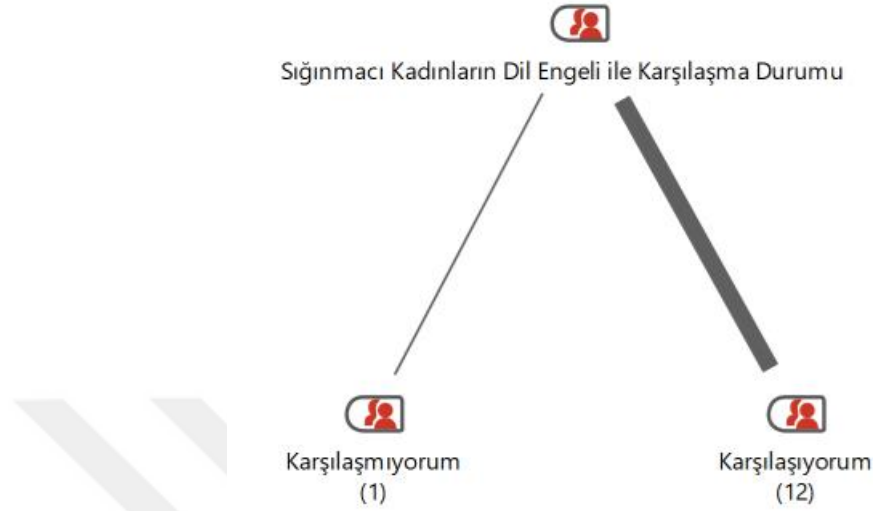 Sığınmacı Kadınların Dil Engeli ile Karşılaşma Durumu
Karşılaşmıyorum
(1)
Karşılaşıyorum
(12)